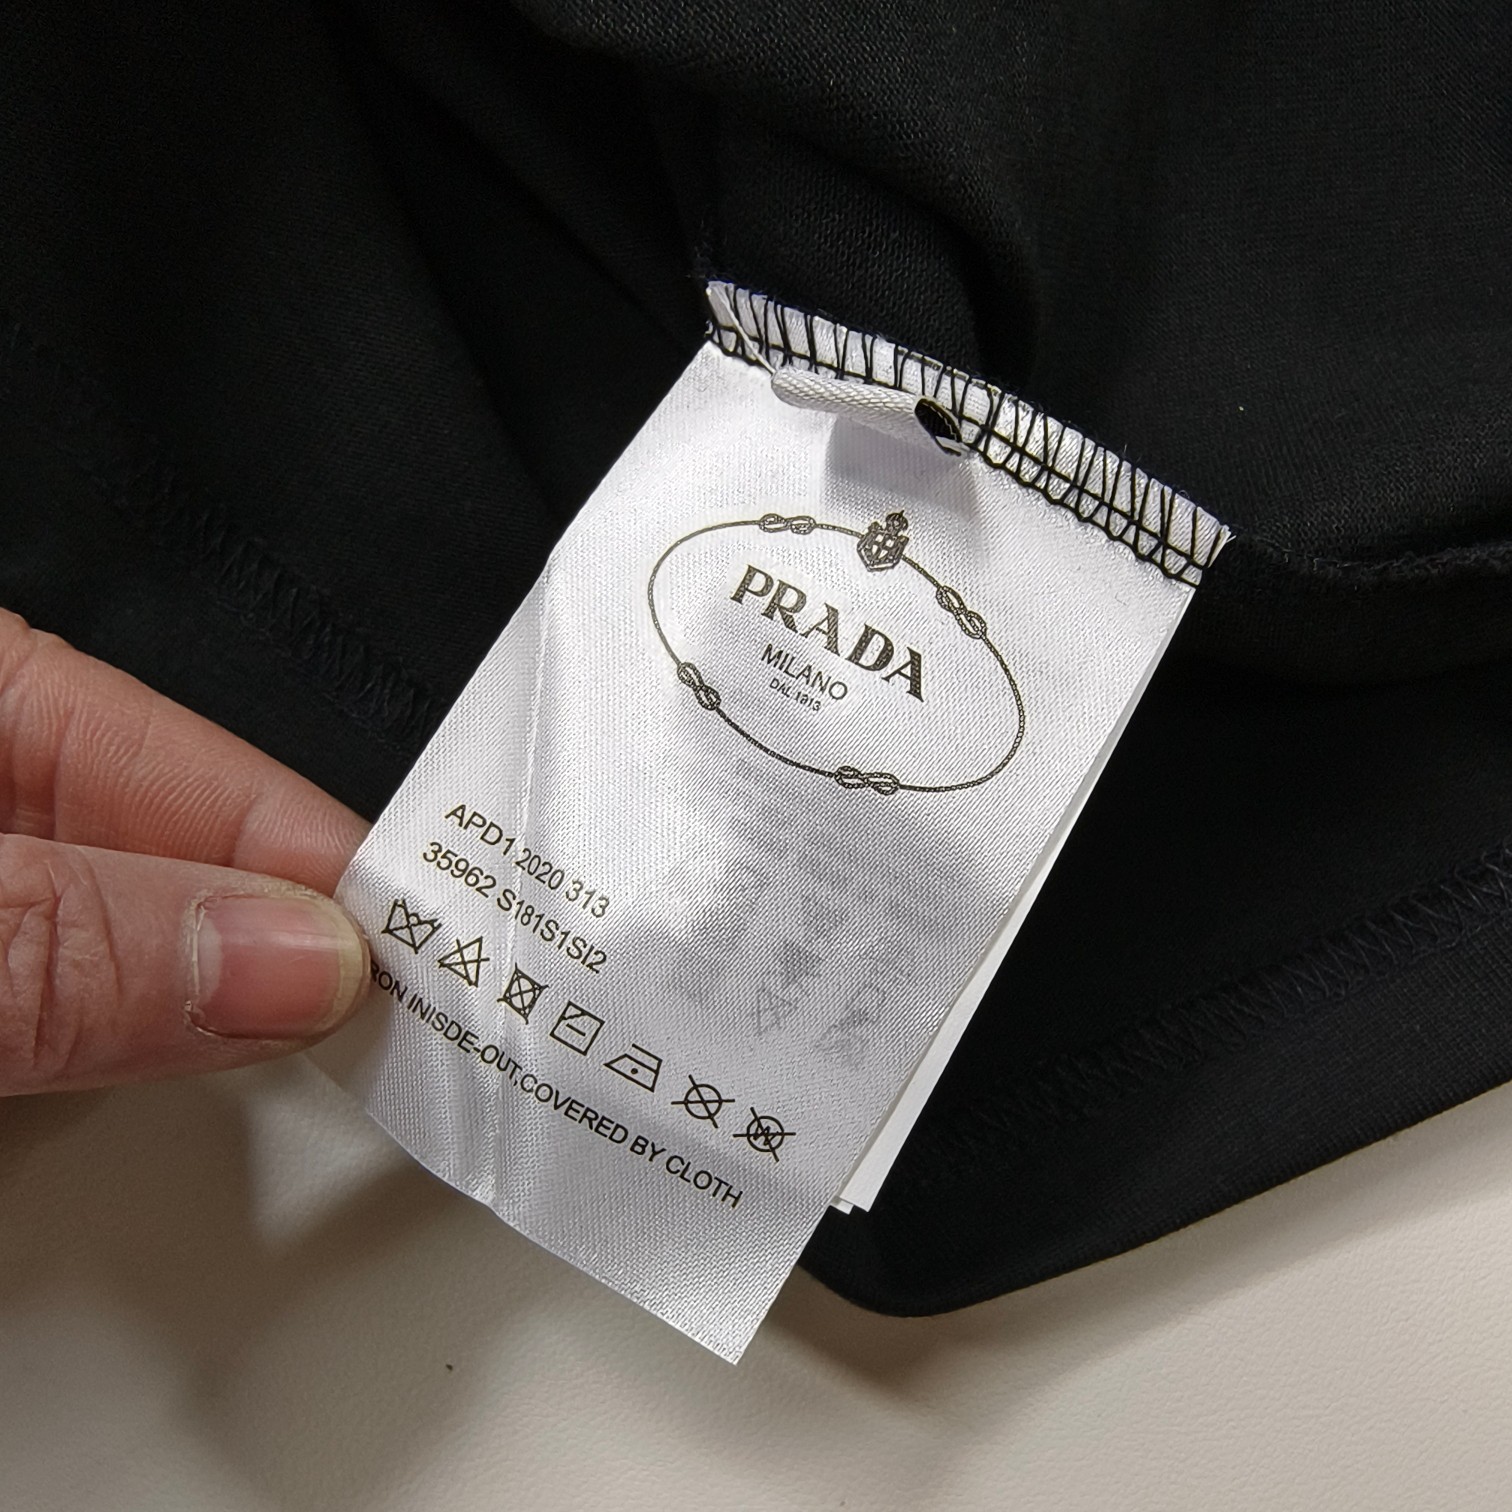 PRADA
MILANO
DAL 1913
APD1 2020 313
35962 S181S1SI2
RON INISDE-OUT,COVERED BY CLOTH